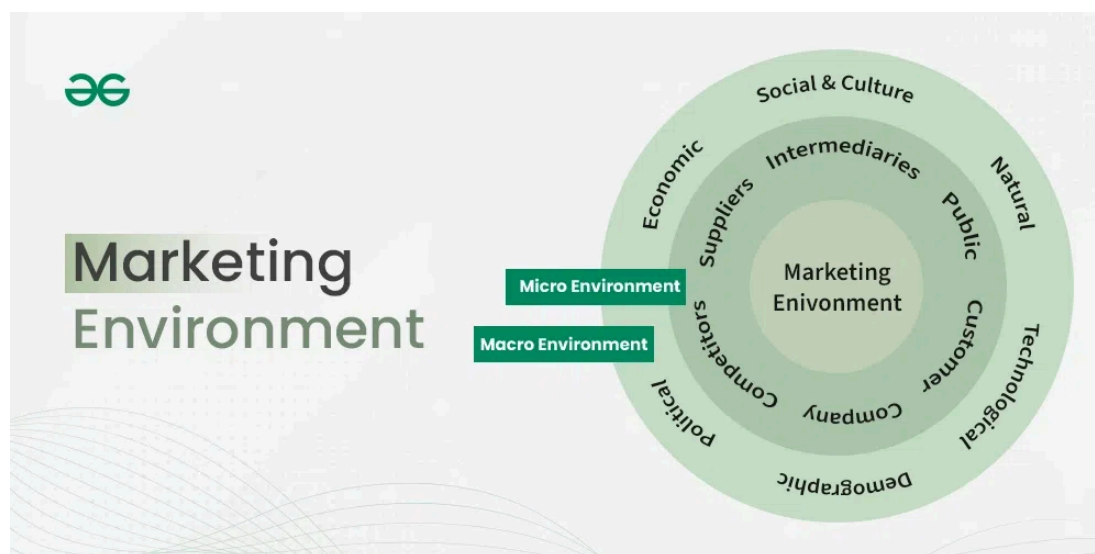 Marketing
Environment
Micro Environment
Macro Environment
Social & Culture
Natural
Technological
Demographic
Political
Economic
Intermediaries
Public
Customer
Company
Competitors
Suppliers
Marketing
Enivonment